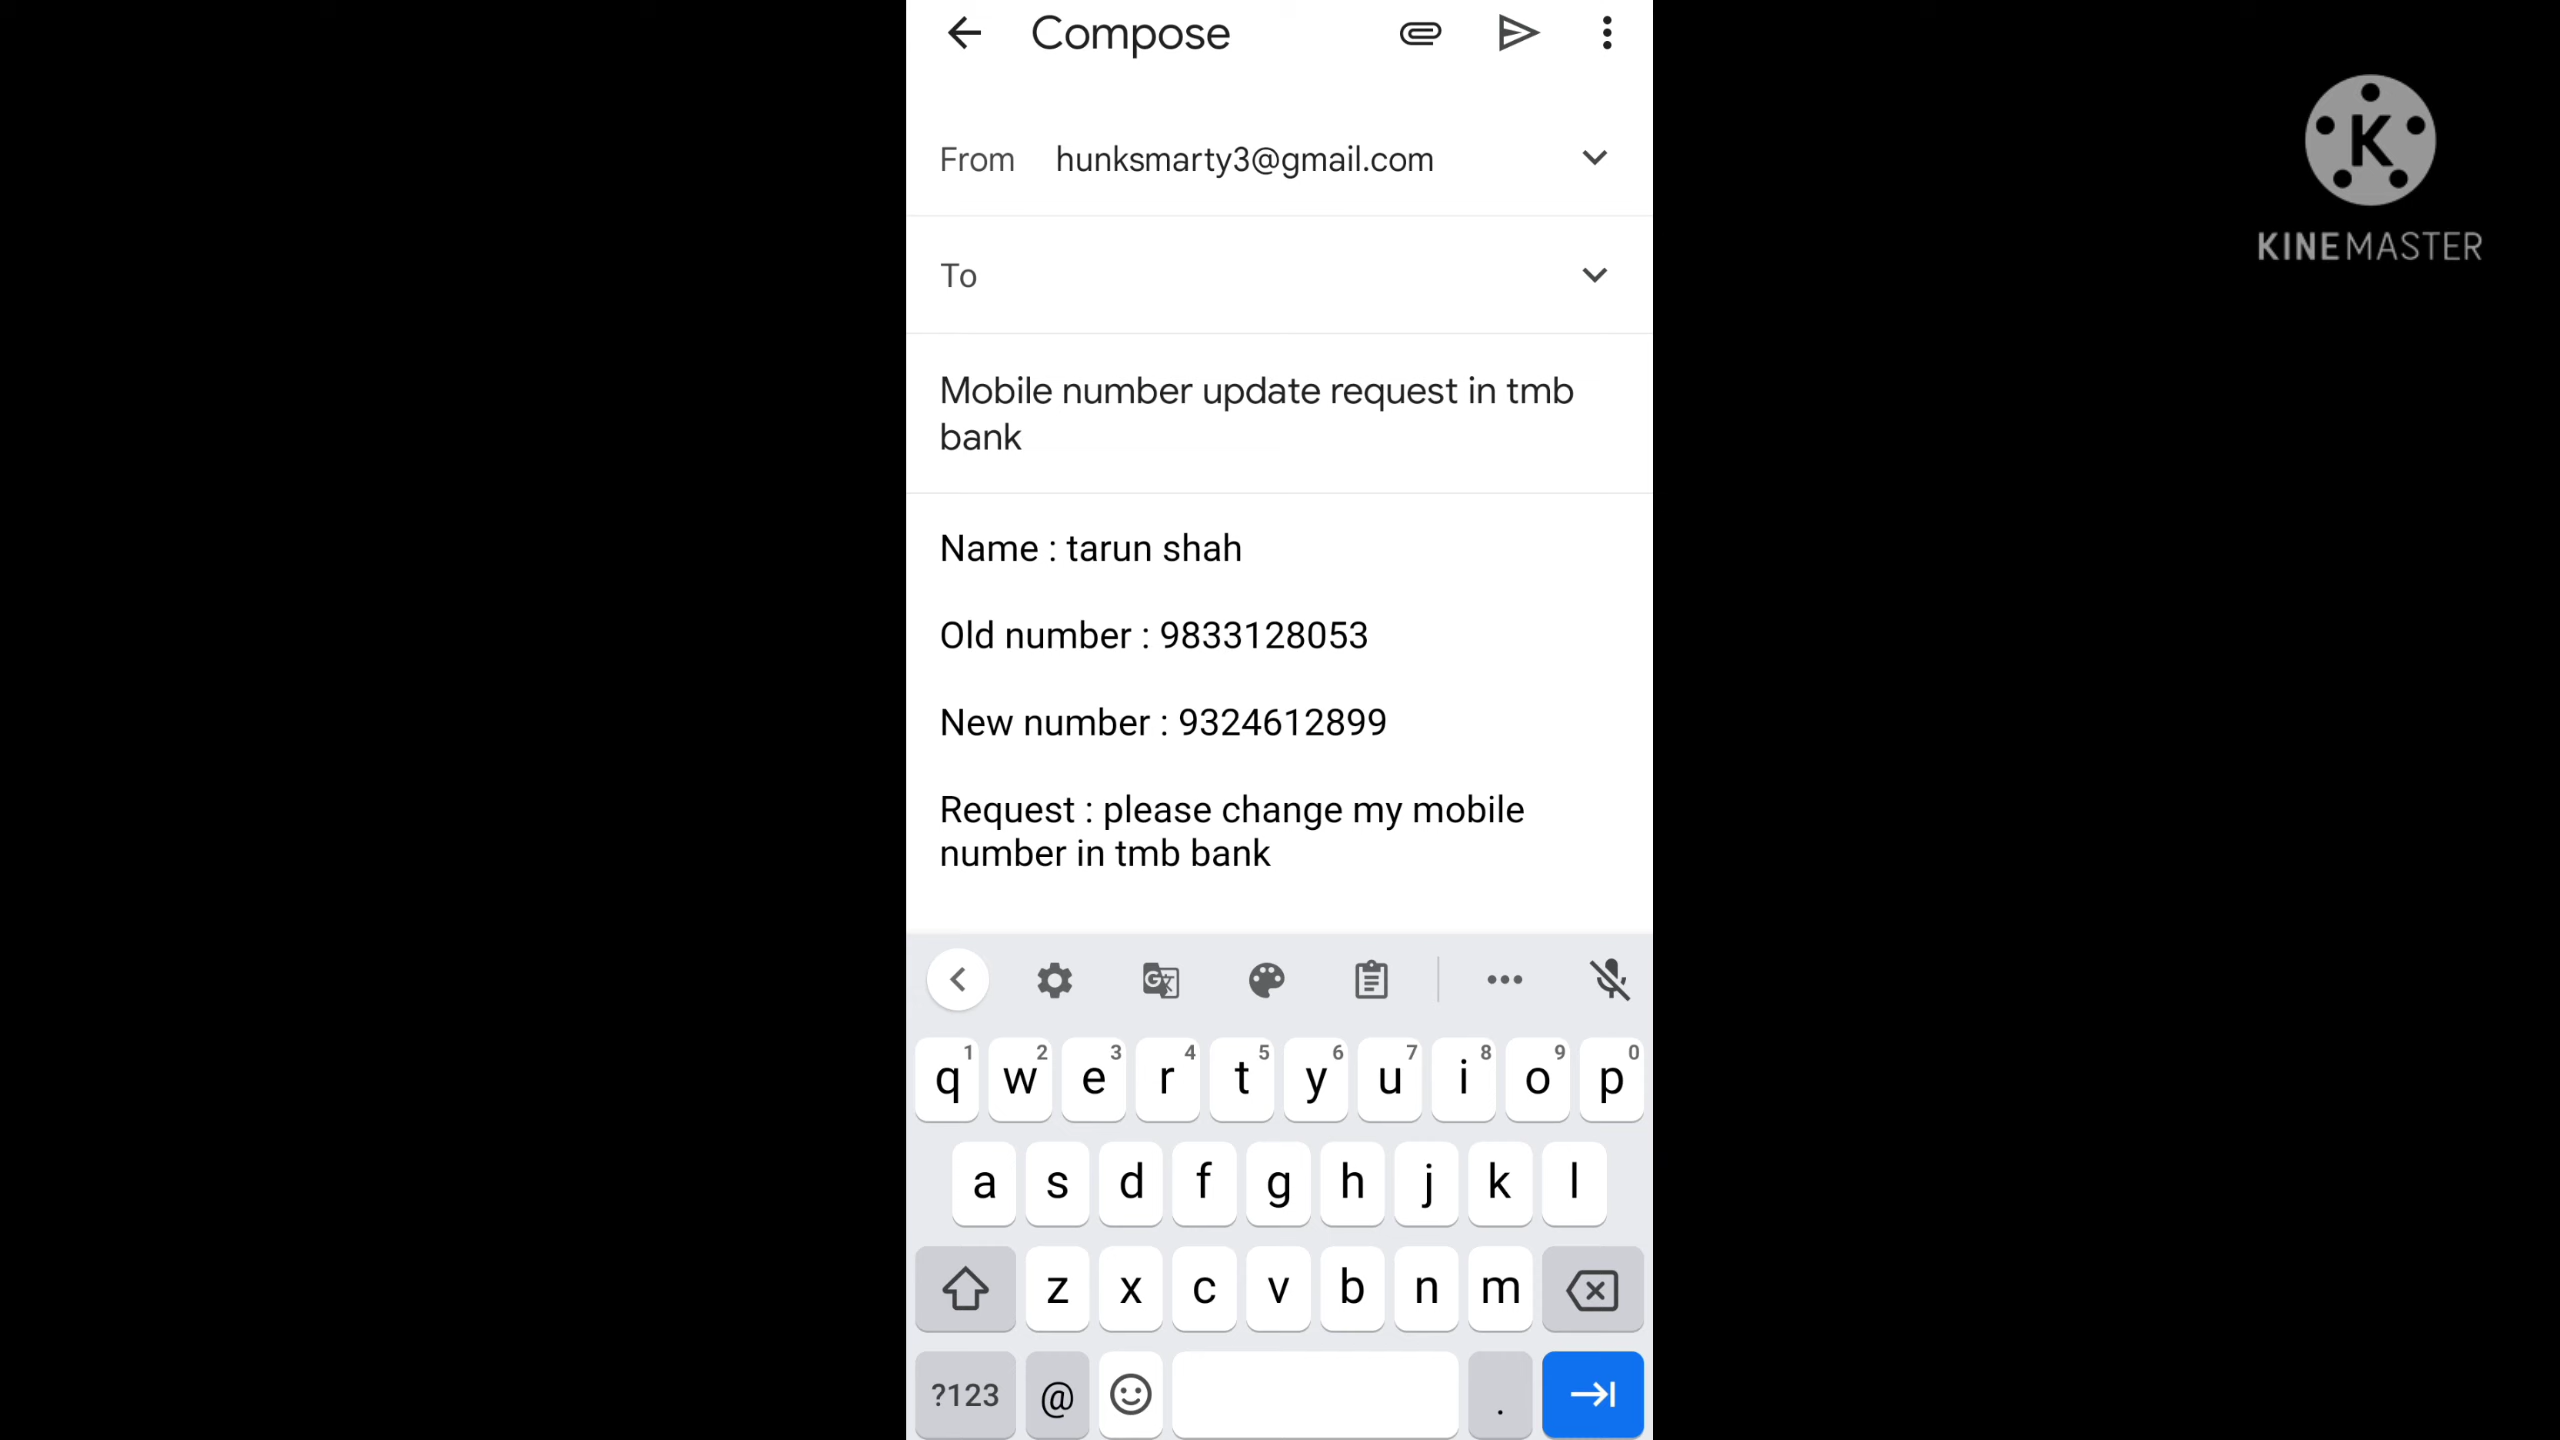 Compose
From hunksmarty3@gmail.com
To
Mobile number update request in tmb
bank
Name : tarun shah
Old number : 9833128053
New number : 9324612899
Request : please change my mobile
number in tmb bank
1 2 3 4 5 6 7 8 9 0
q w e r t y u i o p
a s d f g h j k l
z x c v b n m
?123 @ .
K
KINEMASTER